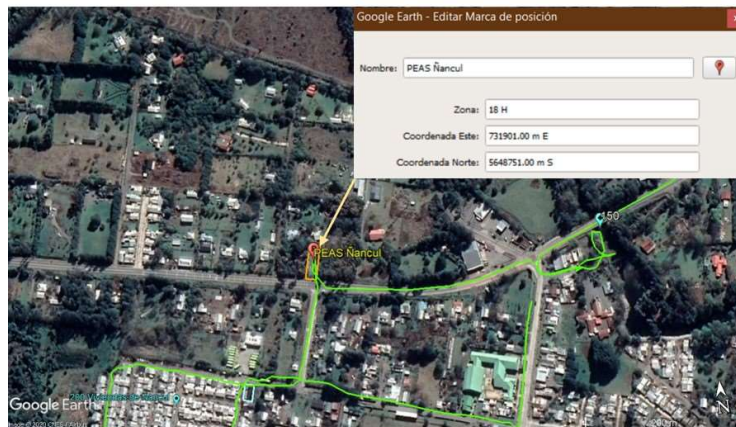 Google Earth - Editar Marca de posición
Nombre: PEAS Ñancul
Zona: 18 H
Coordenada Este: 731901.00 m E
Coordenada Norte: 5648751.00 m S
150
PEAS Ñancul
Google Earth
N